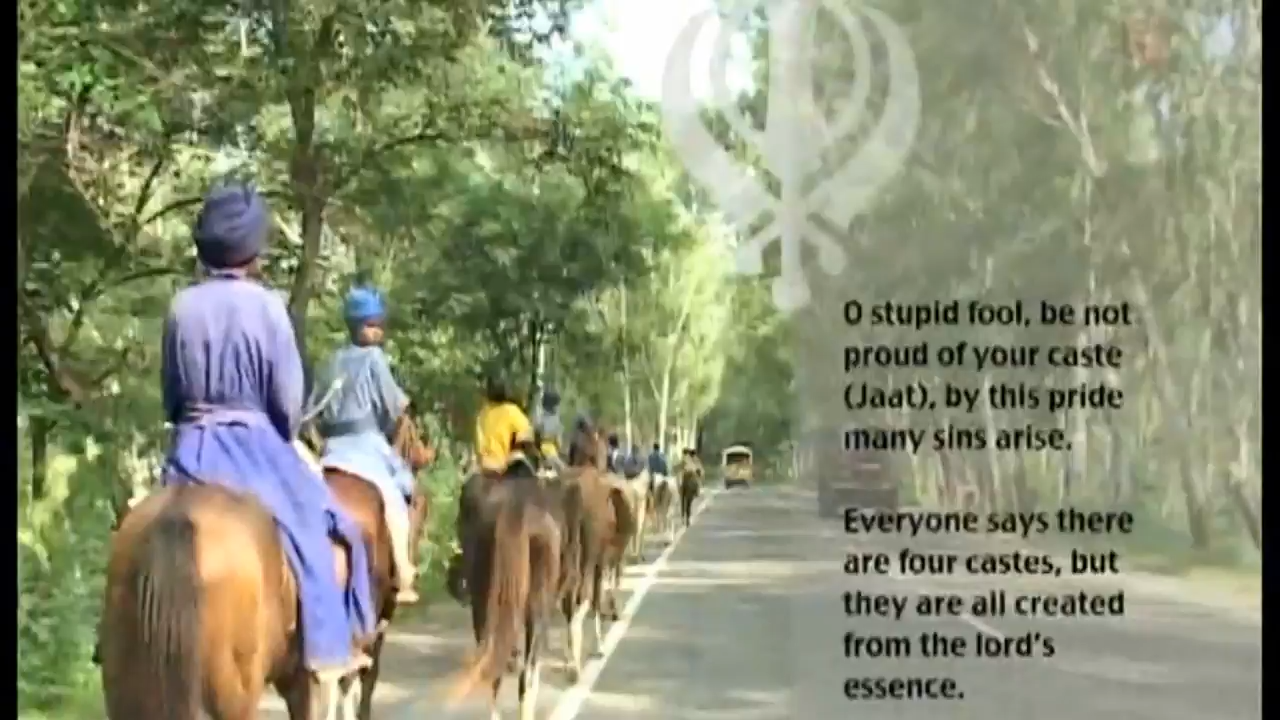 O stupid fool, be not
proud of your caste
(Jaat), by this pride
many sins arise.
Everyone says there
are four castes, but
they are all created
from the lord's
essence.